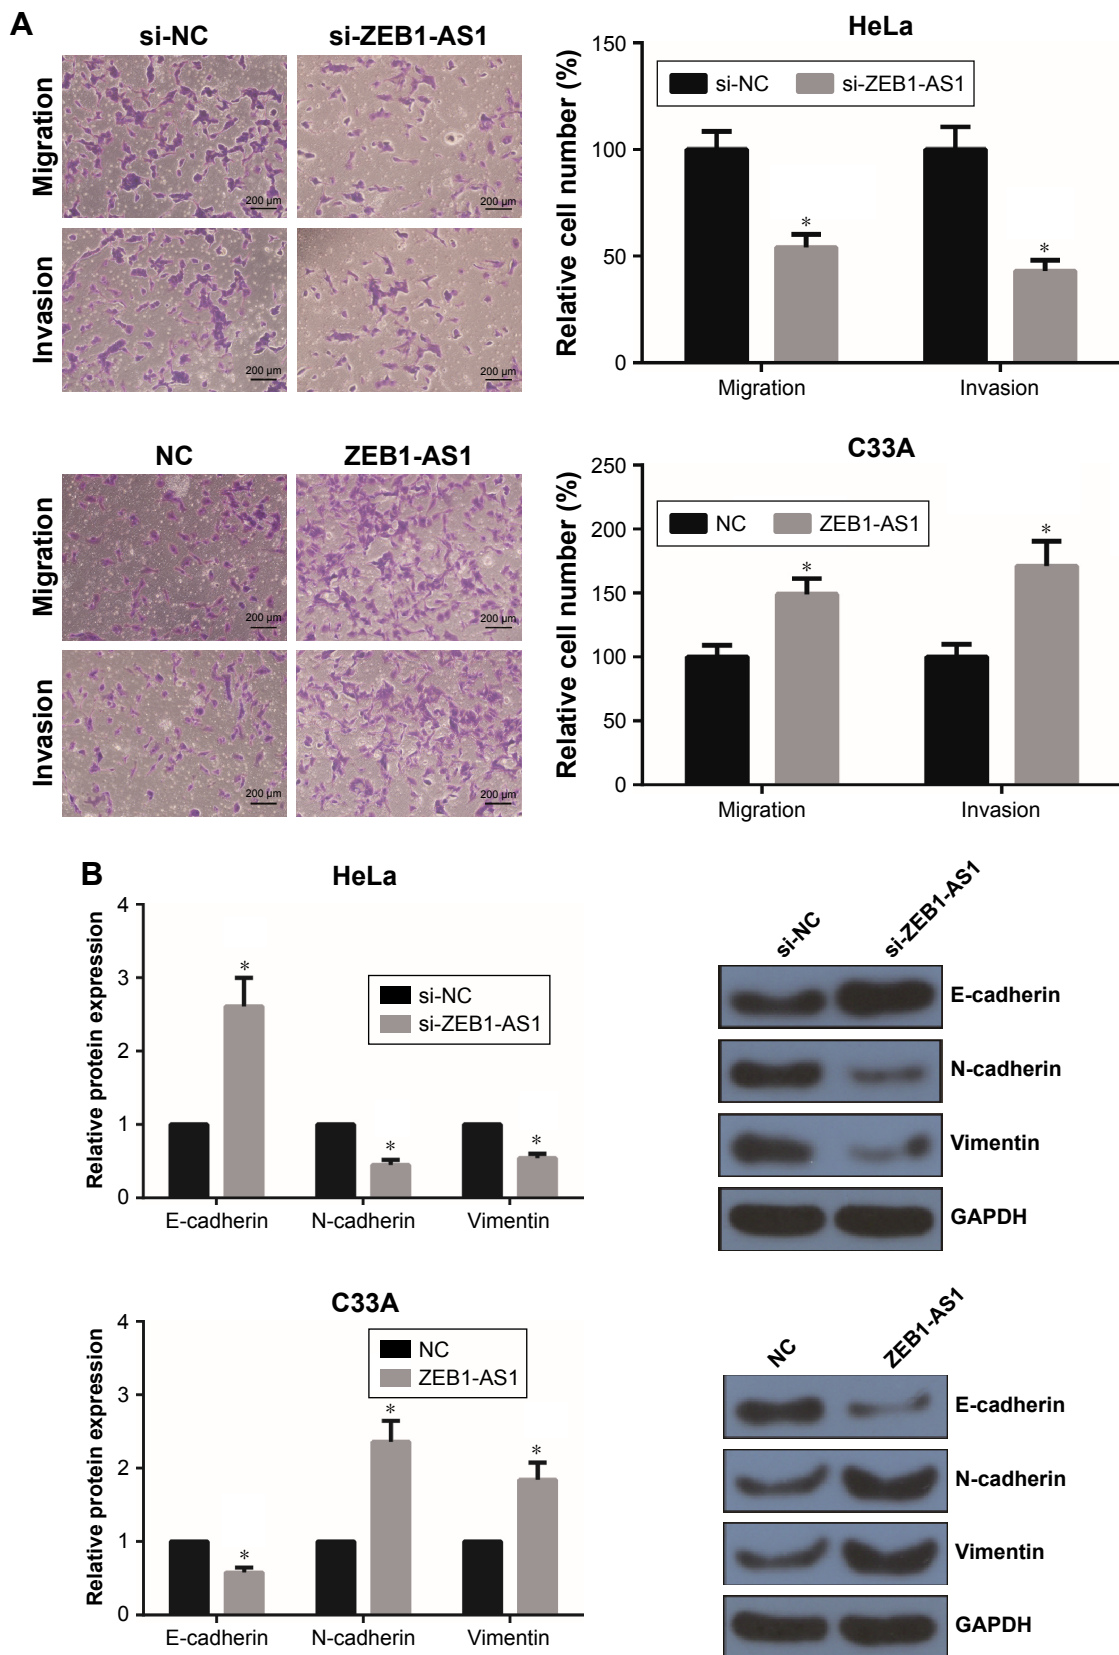 A
si-NC si-ZEB1-AS1
Migration
200 µm 200 µm
Invasion
200 µm 200 µm
HeLa
Relative cell number (%)
150
100
50
0
si-NC si-ZEB1-AS1
*
*
Migration Invasion
NC ZEB1-AS1
Migration
200 µm 200 µm
Invasion
200 µm 200 µm
C33A
Relative cell number (%)
250
200
150
100
50
0
NC ZEB1-AS1
*
*
Migration Invasion
B
HeLa
Relative protein expression
4
3
2
1
0
si-NC
si-ZEB1-AS1
*
*
*
E-cadherin N-cadherin Vimentin
si-NC si-ZEB1-AS1
E-cadherin
N-cadherin
Vimentin
GAPDH
C33A
Relative protein expression
4
3
2
1
0
NC
ZEB1-AS1
*
*
*
E-cadherin N-cadherin Vimentin
NC ZEB1-AS1
E-cadherin
N-cadherin
Vimentin
GAPDH